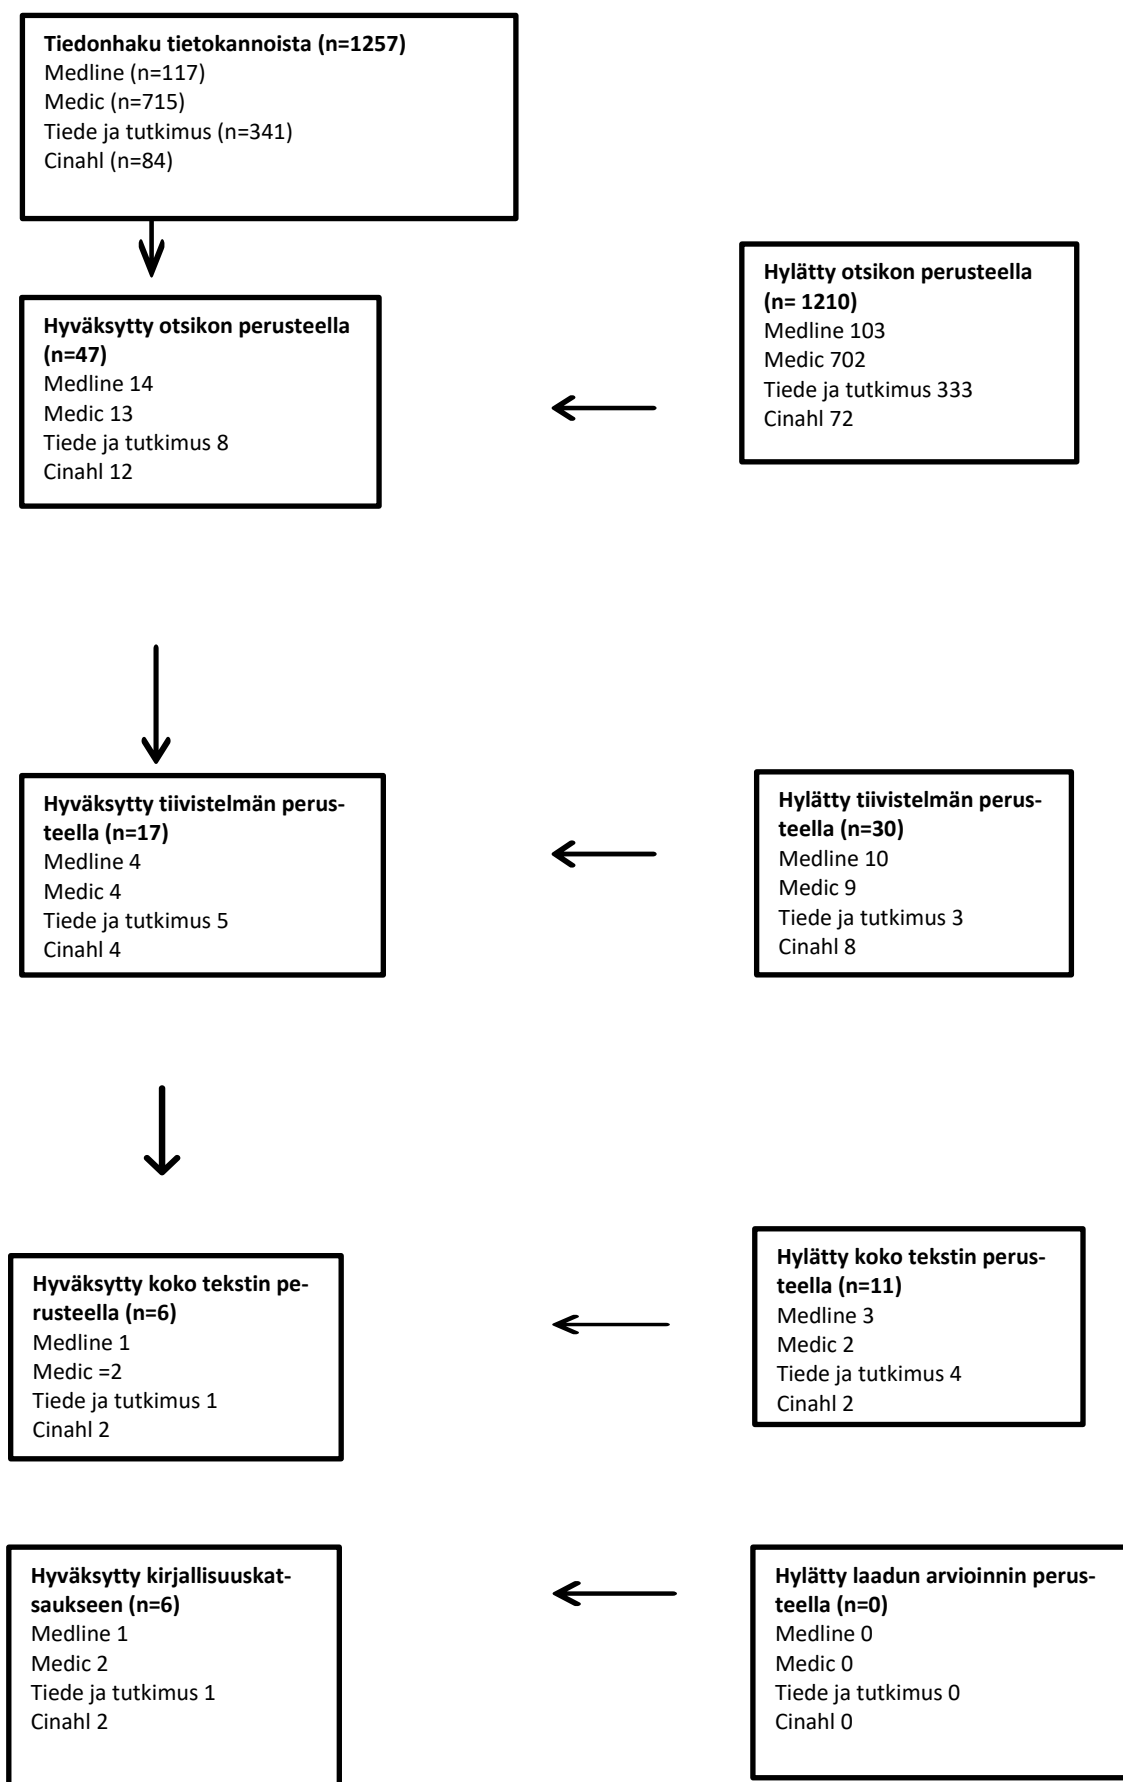 Tiedonhaku tietokannoista (n=1257)
Medline (n=117)
Medic (n=715)
Tiede ja tutkimus (n=341)
Cinahl (n=84)
Hylätty otsikon perusteella
(n= 1210)
Medline 103
Medic 702
Tiede ja tutkimus 333
Cinahl 72
Hyväksytty otsikon perusteella
(n=47)
Medline 14
Medic 13
Tiede ja tutkimus 8
Cinahl 12
Hyväksytty tiivistelmän perus-
teella (n=17)
Medline 4
Medic 4
Tiede ja tutkimus 5
Cinahl 4
Hylätty tiivistelmän perus-
teella (n=30)
Medline 10
Medic 9
Tiede ja tutkimus 3
Cinahl 8
Hyväksytty koko tekstin pe-
rusteella (n=6)
Medline 1
Medic =2
Tiede ja tutkimus 1
Cinahl 2
Hylätty koko tekstin perus-
teella (n=11)
Medline 3
Medic 2
Tiede ja tutkimus 4
Cinahl 2
Hyväksytty kirjallisuuskat-
saukseen (n=6)
Medline 1
Medic 2
Tiede ja tutkimus 1
Cinahl 2
Hylätty laadun arvioinnin perus-
teella (n=0)
Medline 0
Medic 0
Tiede ja tutkimus 0
Cinahl 0